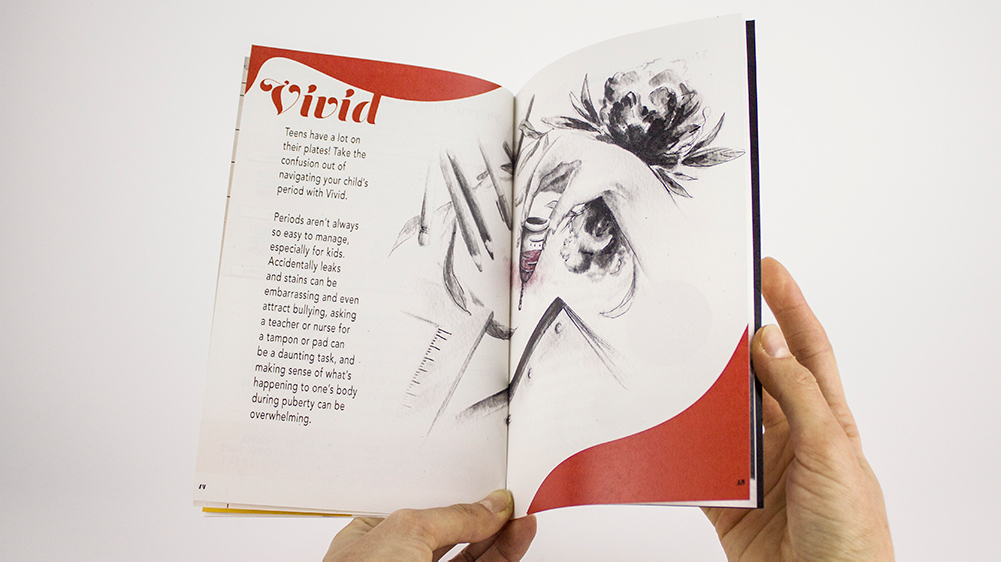 Vivid
Teens have a lot on
their plates! Take the
confusion out of
navigating your child's
period with Vivid.
Periods aren't always
so easy to manage,
especially for kids.
Accidentally leaks
and stains can be
embarrassing and even
attract bullying, asking
a teacher or nurse for
a tampon or pad can
be a daunting task, and
making sense of what's
happening to one's body
during puberty can be
overwhelming.